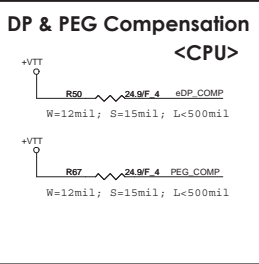 DP & PEG Compensation
<CPU>
+VTT
R50 24.9/F_4 eDP_COMP
W=12mil; S=15mil; L<500mil
+VTT
R67 24.9/F_4 PEG_COMP
W=12mil; S=15mil; L<500mil